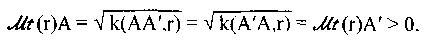 𝓜t(r)A = √k(AA′,r) = √k(A′A,r) = 𝓜t(r)A′ > 0.